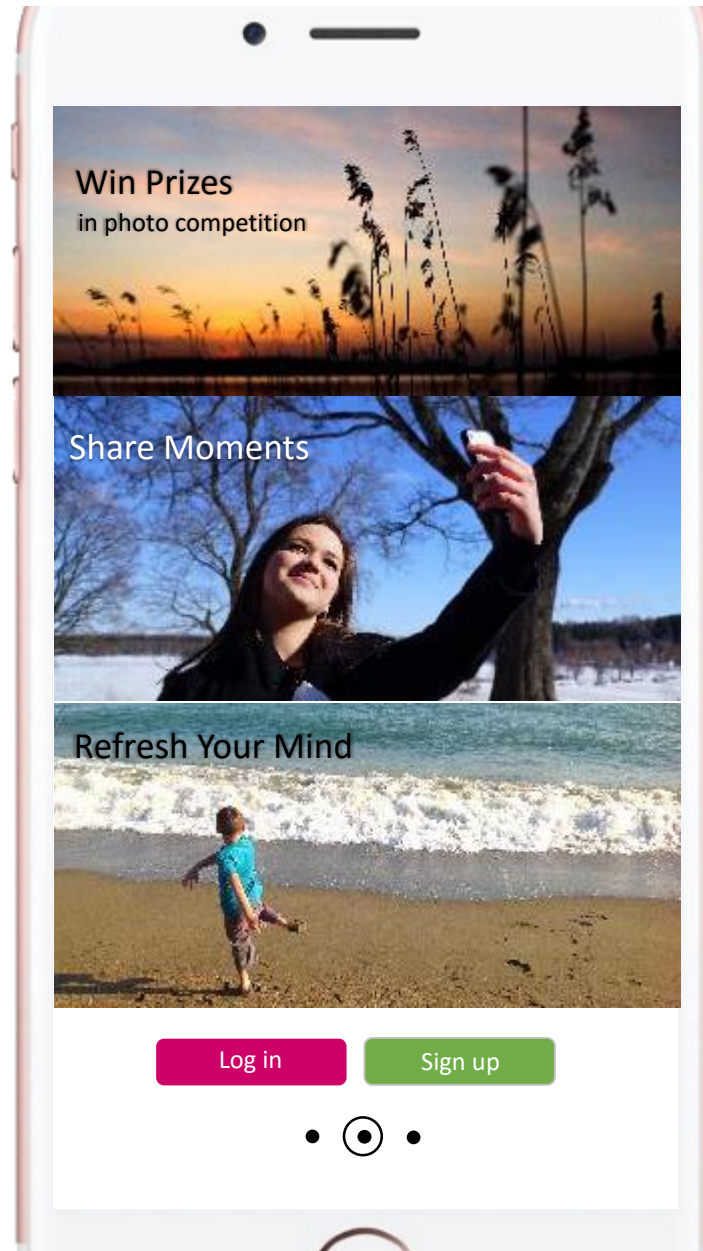 Win Prizes
in photo competition
Share Moments
Refresh Your Mind
Log in
Sign up